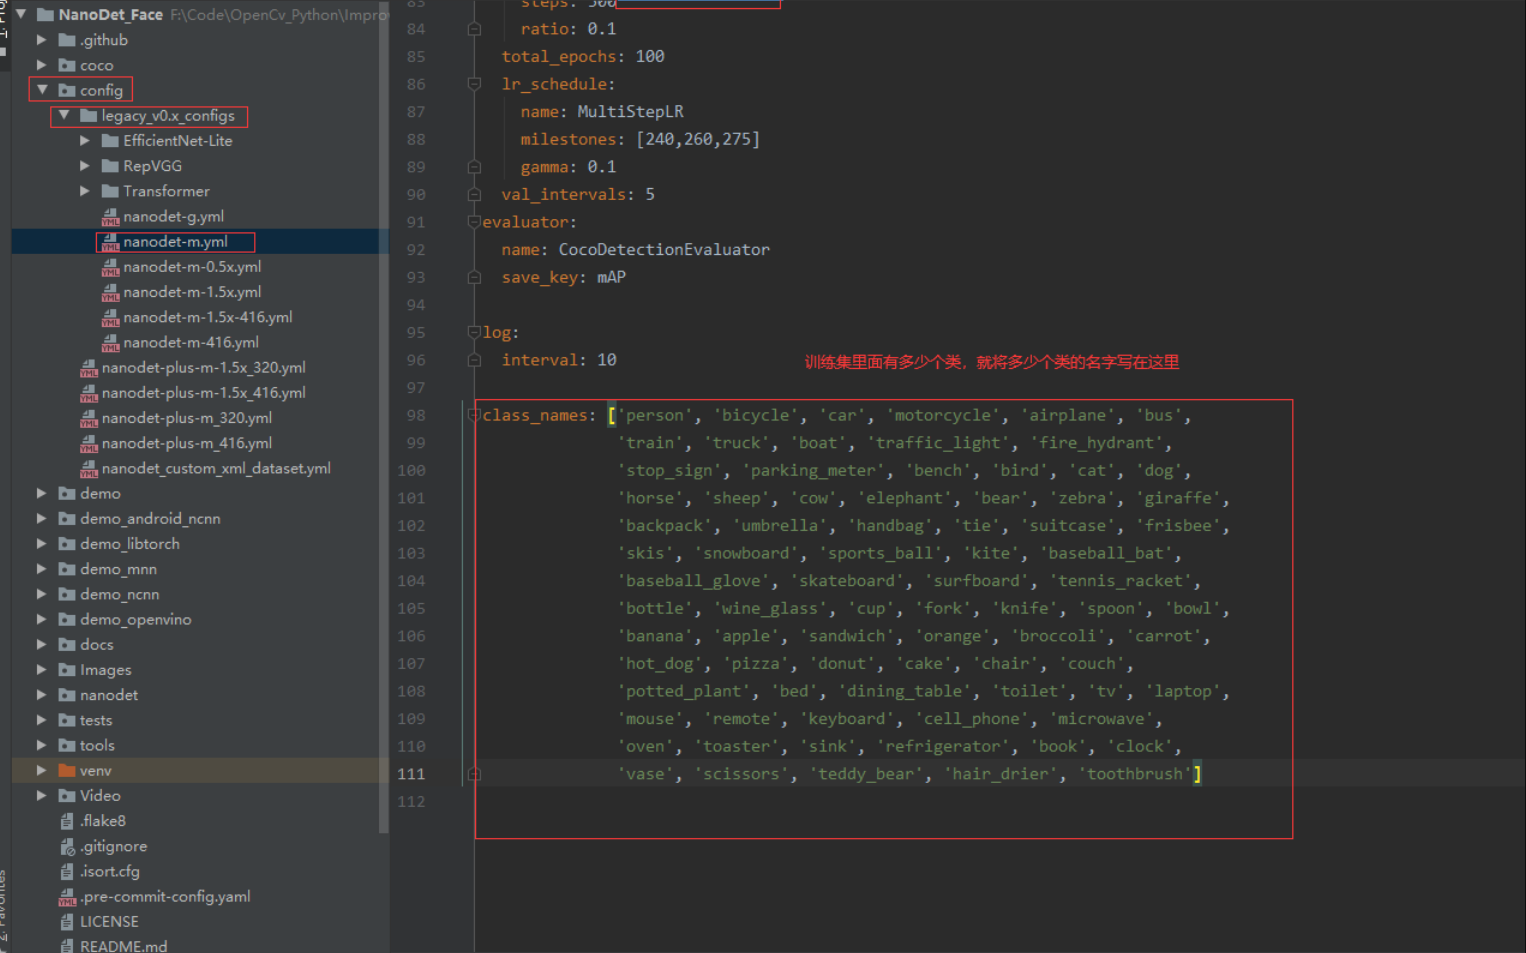 NanoDet_Face F:\Code\OpenCv_Python\Improv
.github
coco
config
legacy_v0.x_configs
EfficientNet-Lite
RepVGG
Transformer
nanodet-g.yml
nanodet-m.yml
nanodet-m-0.5x.yml
nanodet-m-1.5x.yml
nanodet-m-1.5x-416.yml
nanodet-m-416.yml
nanodet-plus-m-1.5x_320.yml
nanodet-plus-m-1.5x_416.yml
nanodet-plus-m_320.yml
nanodet-plus-m_416.yml
nanodet_custom_xml_dataset.yml
demo
demo_android_ncnn
demo_libtorch
demo_mnn
demo_ncnn
demo_openvino
docs
Images
nanodet
tests
tools
venv
Video
.flake8
.gitignore
.isort.cfg
.pre-commit-config.yaml
LICENSE
README.md
83 steps: 500
84 ratio: 0.1
85 total_epochs: 100
86 lr_schedule:
87 name: MultiStepLR
88 milestones: [240,260,275]
89 gamma: 0.1
90 val_intervals: 5
91 evaluator:
92 name: CocoDetectionEvaluator
93 save_key: mAP
94
95 log:
96 interval: 10 训练集里面有多少个类，就将多少个类的名字写在这里
97
98 class_names: ['person', 'bicycle', 'car', 'motorcycle', 'airplane', 'bus',
99 'train', 'truck', 'boat', 'traffic_light', 'fire_hydrant',
100 'stop_sign', 'parking_meter', 'bench', 'bird', 'cat', 'dog',
101 'horse', 'sheep', 'cow', 'elephant', 'bear', 'zebra', 'giraffe',
102 'backpack', 'umbrella', 'handbag', 'tie', 'suitcase', 'frisbee',
103 'skis', 'snowboard', 'sports_ball', 'kite', 'baseball_bat',
104 'baseball_glove', 'skateboard', 'surfboard', 'tennis_racket',
105 'bottle', 'wine_glass', 'cup', 'fork', 'knife', 'spoon', 'bowl',
106 'banana', 'apple', 'sandwich', 'orange', 'broccoli', 'carrot',
107 'hot_dog', 'pizza', 'donut', 'cake', 'chair', 'couch',
108 'potted_plant', 'bed', 'dining_table', 'toilet', 'tv', 'laptop',
109 'mouse', 'remote', 'keyboard', 'cell_phone', 'microwave',
110 'oven', 'toaster', 'sink', 'refrigerator', 'book', 'clock',
111 'vase', 'scissors', 'teddy_bear', 'hair_drier', 'toothbrush']
112